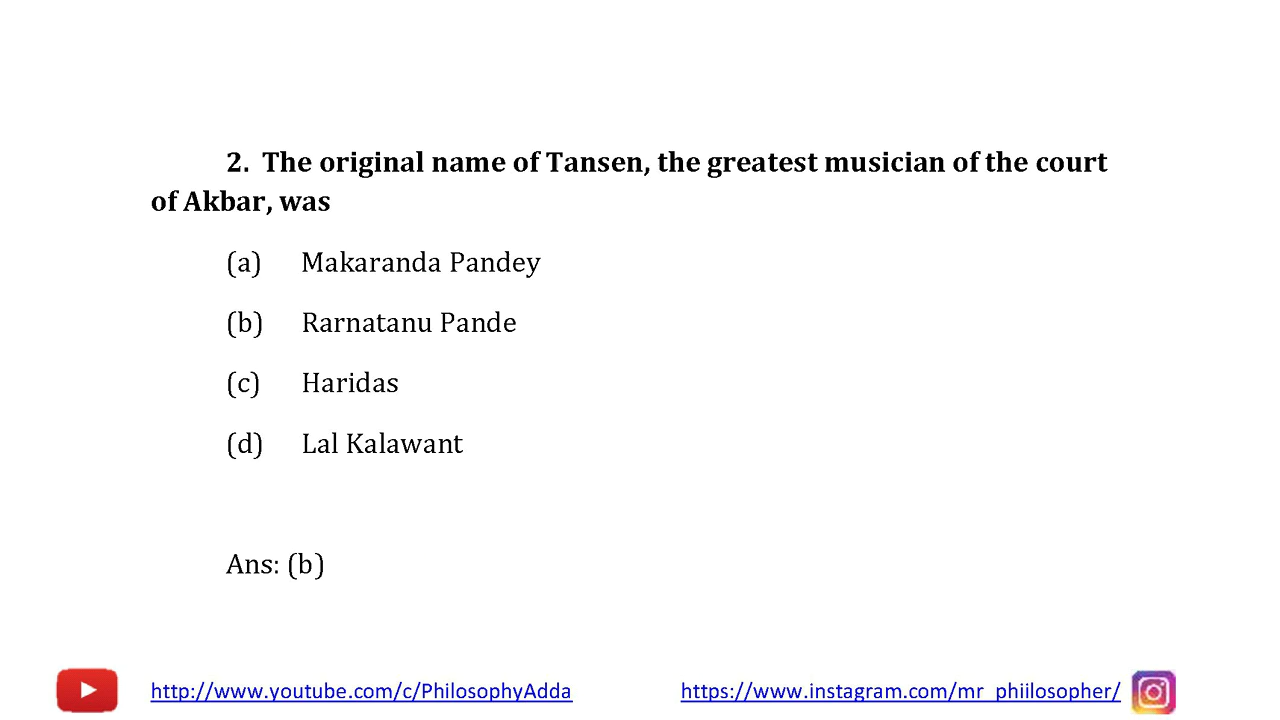 2. The original name of Tansen, the greatest musician of the court
of Akbar, was
(a) Makaranda Pandey
(b) Rarnatanu Pande
(c) Haridas
(d) Lal Kalawant
Ans: (b)
http://www.youtube.com/c/PhilosophyAdda https://www.instagram.com/mr_phiilosopher/